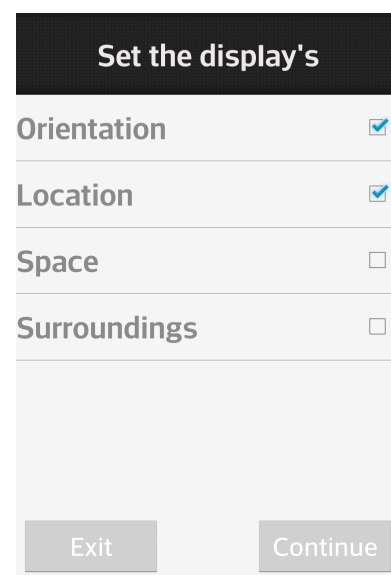 Set the display's
Orientation
Location
Space
Surroundings
Exit
Continue